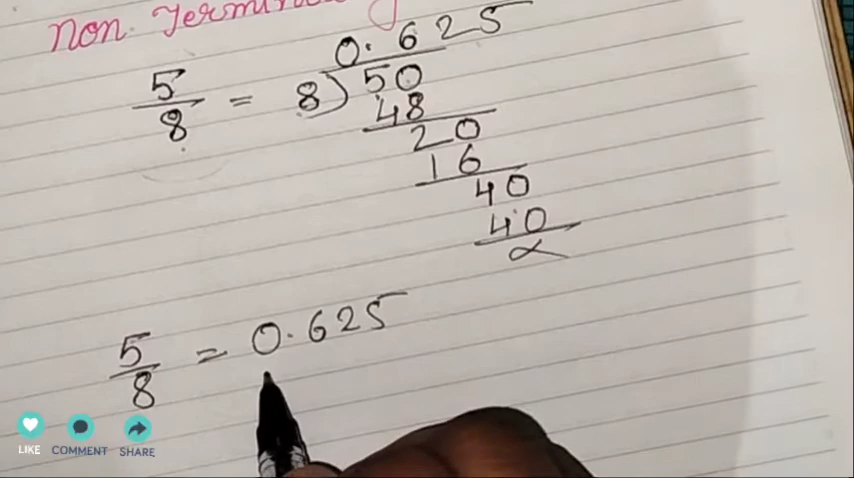 non Termin
0.625
5/8 = 8)50
48
20
16
40
40
5/8 = 0.625
LIKE COMMENT SHARE